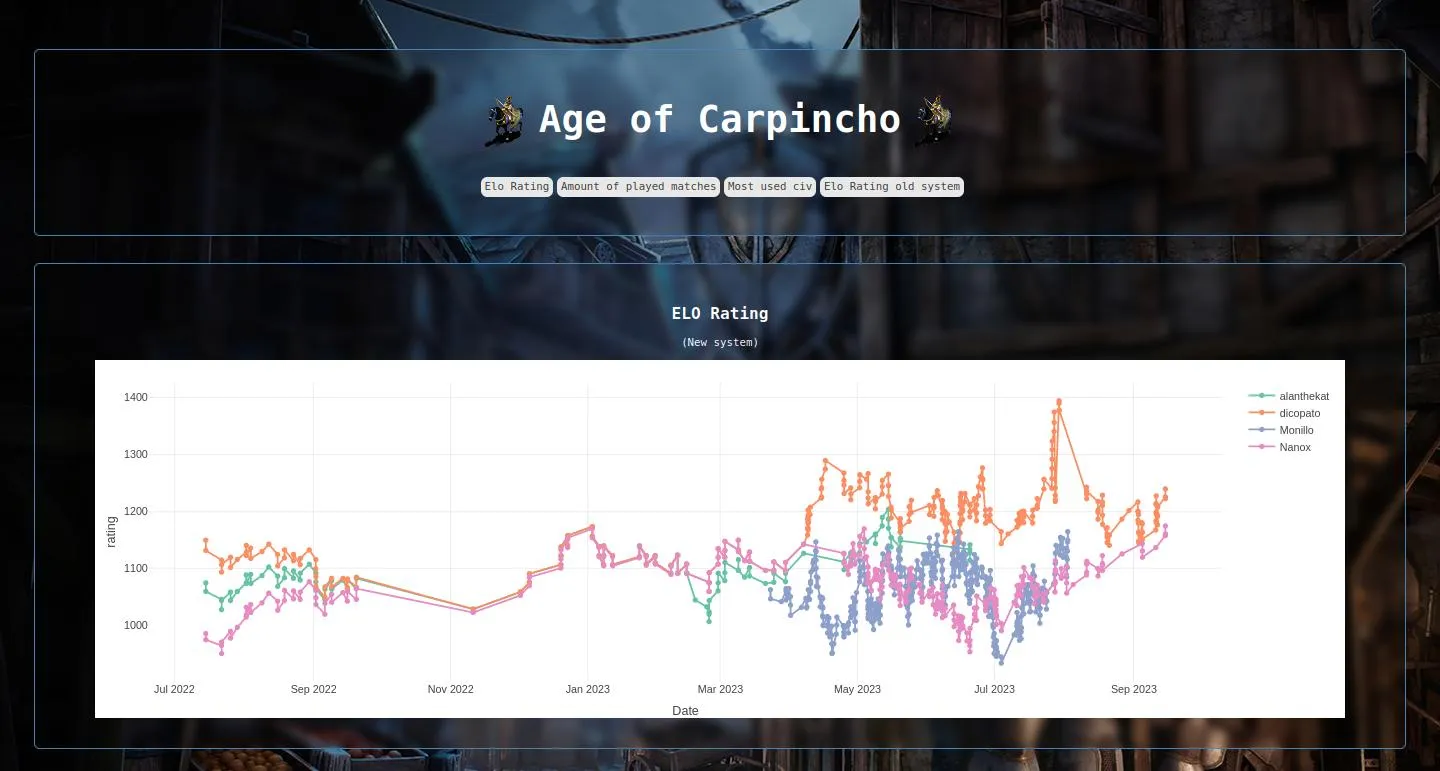 Age of Carpincho
Elo Rating Amount of played matches Most used civ Elo Rating old system
ELO Rating
(New system)
1400
1300
1200
1100
1000
rating
Jul 2022 Sep 2022 Nov 2022 Jan 2023 Mar 2023 May 2023 Jul 2023 Sep 2023
Date
alanthekat
dicopato
Monillo
Nanox